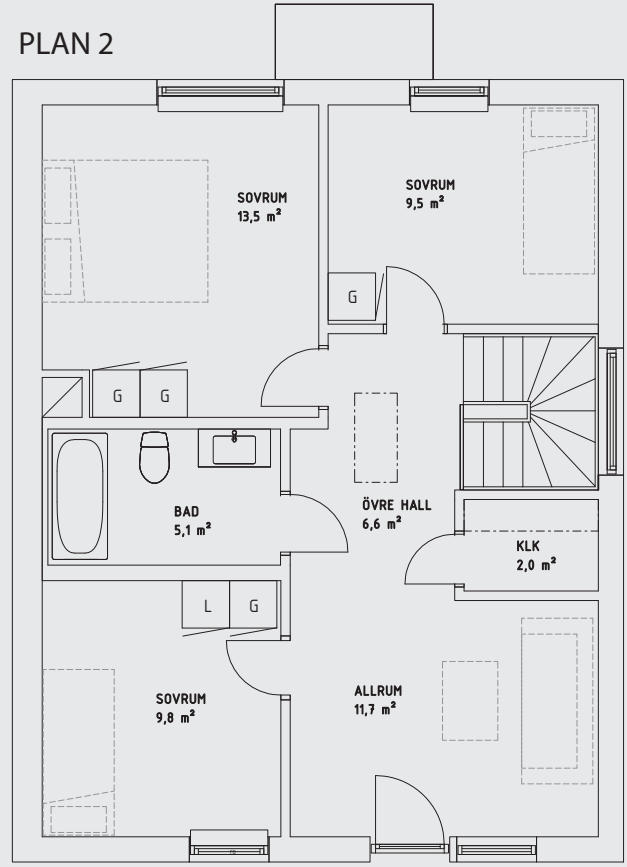 PLAN 2
SOVRUM
13,5 m²
SOVRUM
9,5 m²
G
G
G
BAD
5,1 m²
ÖVRE HALL
6,6 m²
KLK
2,0 m²
L
G
SOVRUM
9,8 m²
ALLRUM
11,7 m²